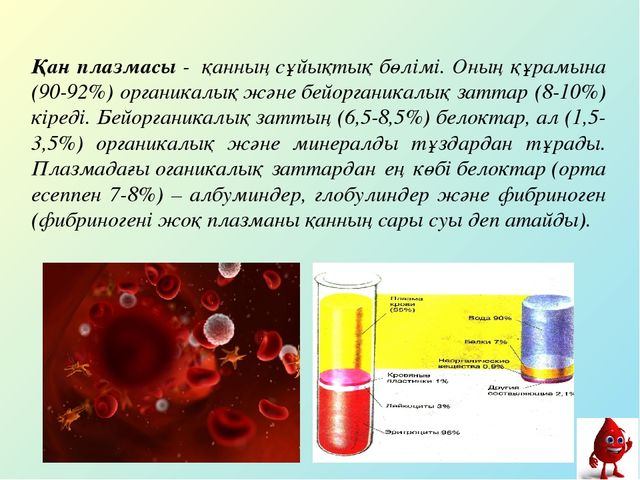 Қан плазмасы - қанның сұйықтық бөлімі. Оның құрамына
(90-92%) органикалық және бейорганикалық заттар (8-10%)
кіреді. Бейорганикалық заттың (6,5-8,5%) белоктар, ал (1,5-
3,5%) органикалық және минералды тұздардан тұрады.
Плазмадағы оганикалық заттардан ең көбі белоктар (орта
есеппен 7-8%) – албуминдер, глобулиндер және фибриноген
(фибриногені жоқ плазманы қанның сары суы деп атайды).
Плазма
крови
(55%)
Кровяные
пластинки 1%
Лейкоциты 3%
Эритроциты 96%
Вода 90%
Белки 7%
Неорганические
вещества 0,9%
Другие
составляющие 2,1%